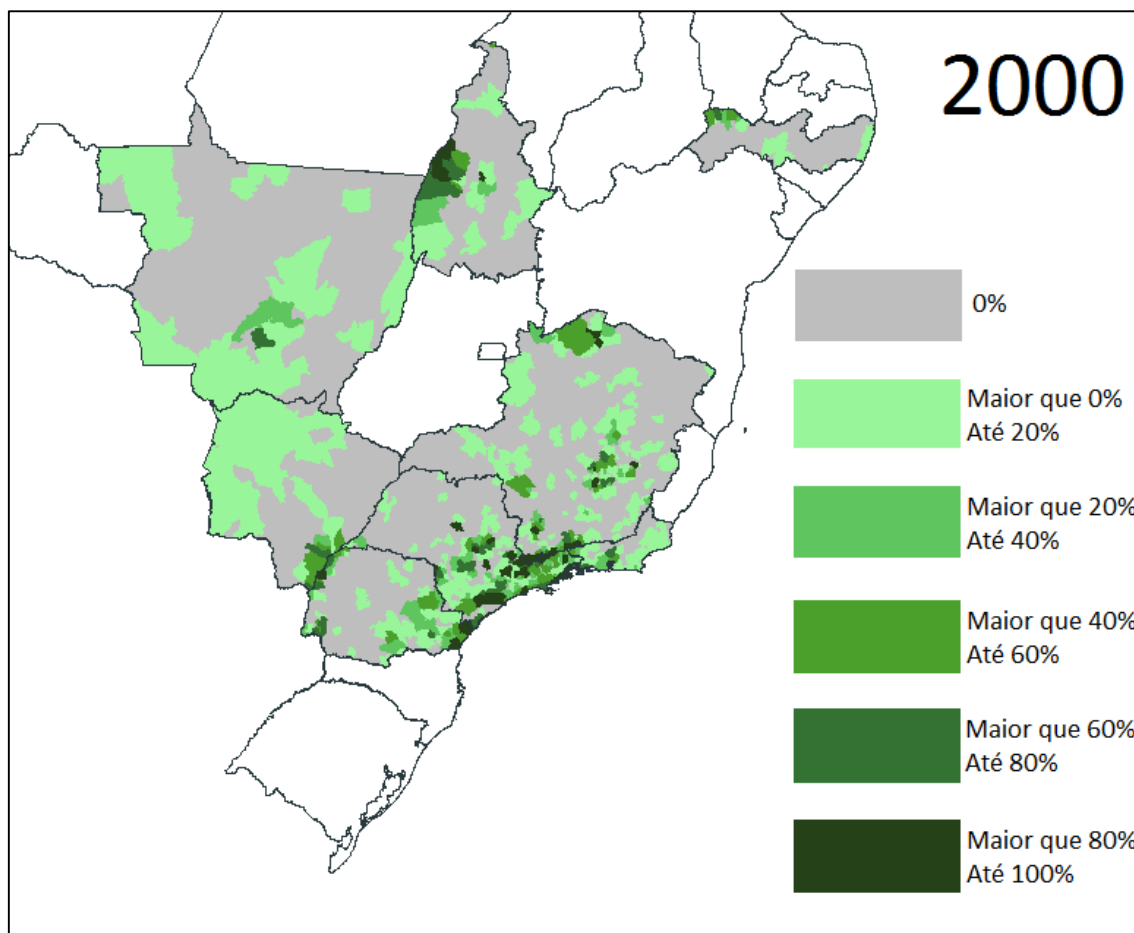 2000
0%
Maior que 0%
Até 20%
Maior que 20%
Até 40%
Maior que 40%
Até 60%
Maior que 60%
Até 80%
Maior que 80%
Até 100%